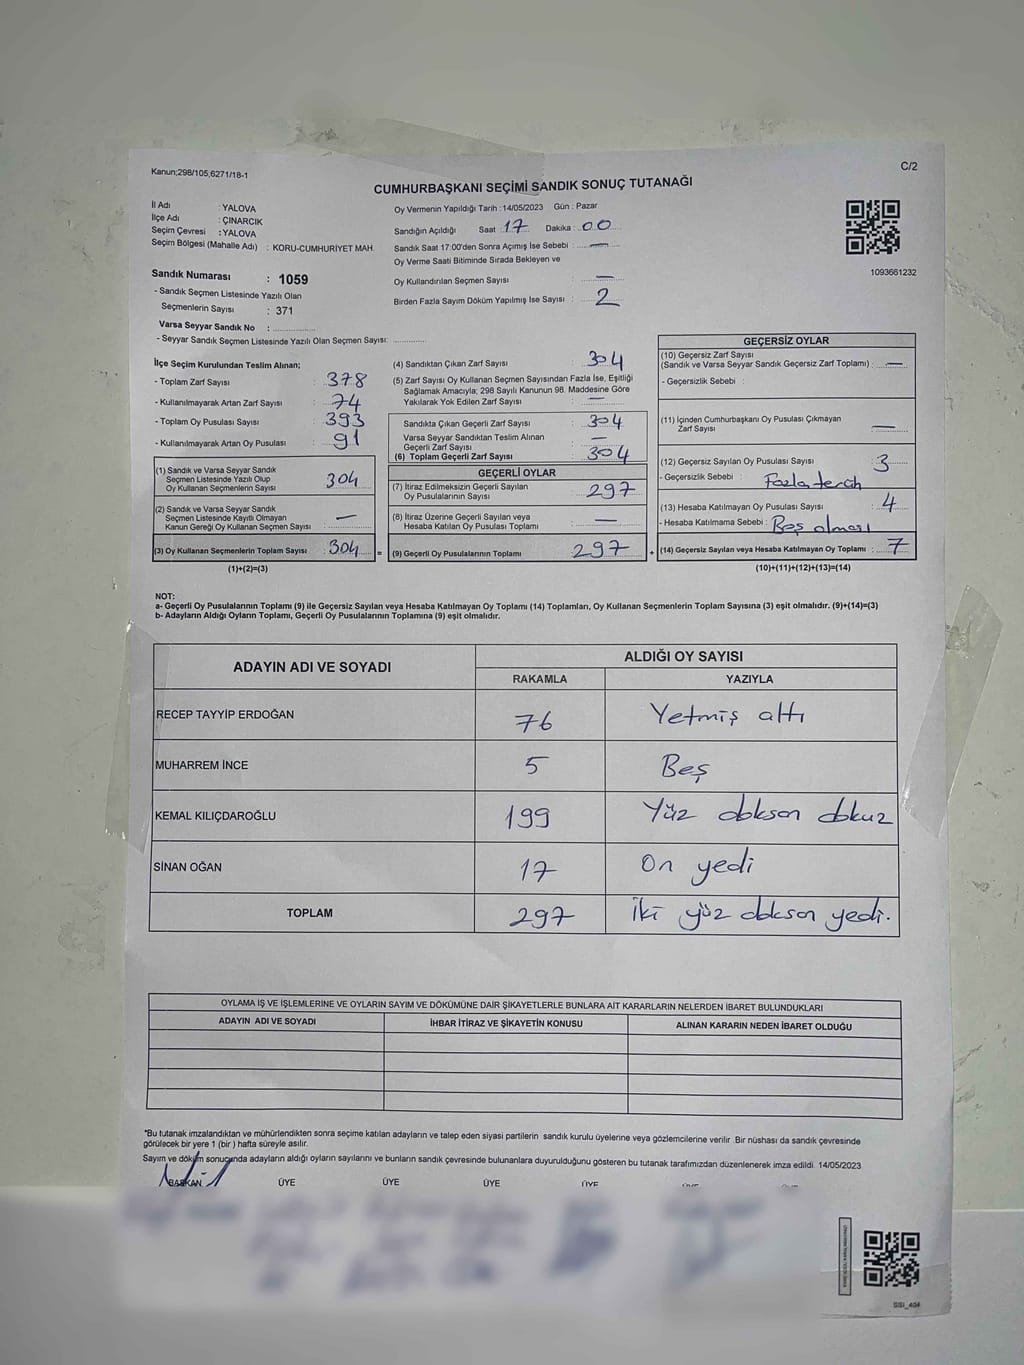 Kanun;298/105,6271/18-1
C/2
CUMHURBAŞKANI SEÇİMİ SANDIK SONUÇ TUTANAĞI
İl Adı : YALOVA
İlçe Adı : ÇINARCIK
Seçim Çevresi : YALOVA
Seçim Bölgesi (Mahalle Adı) : KORU-CUMHURİYET MAH.
Sandık Numarası : 1059
- Sandık Seçmen Listesinde Yazılı Olan
Seçmenlerin Sayısı : 371
Varsa Seyyar Sandık No :
- Seyyar Sandık Seçmen Listesinde Yazılı Olan Seçmen Sayısı:
Oy Vermenin Yapıldığı Tarih : 14/05/2023 Gün : Pazar
Sandığın Açıldığı Saat : 17 Dakika : 00
Sandık Saat 17:00'den Sonra Açımış İse Sebebi : —
Oy Verme Saati Bitiminde Sırada Bekleyen ve
Oy Kullandırılan Seçmen Sayısı : —
Birden Fazla Sayım Döküm Yapılmış İse Sayısı : 2
1093661232
İlçe Seçim Kurulundan Teslim Alınan;
- Toplam Zarf Sayısı : 378
- Kullanılmayarak Artan Zarf Sayısı : 74
- Toplam Oy Pusulası Sayısı : 393
- Kullanılmayarak Artan Oy Pusulası : 91
(1) Sandık ve Varsa Seyyar Sandık
Seçmen Listesinde Yazılı Olup
Oy Kullanan Seçmenlerin Sayısı 304
(2) Sandık ve Varsa Seyyar Sandık
Seçmen Listesinde Kayıtlı Olmayan
Kanun Gereği Oy Kullanan Seçmen Sayısı : —
(3) Oy Kullanan Seçmenlerin Toplam Sayısı : 304 =
(1)+(2)=(3)
(4) Sandıktan Çıkan Zarf Sayısı : 304
(5) Zarf Sayısı Oy Kullanan Seçmen Sayısından Fazla İse, Eşitliği
Sağlamak Amacıyla; 298 Sayılı Kanunun 98. Maddesine Göre
Yakılarak Yok Edilen Zarf Sayısı : —
Sandıkta Çıkan Geçerli Zarf Sayısı : 304
Varsa Seyyar Sandıktan Teslim Alınan
Geçerli Zarf Sayısı : —
(6) Toplam Geçerli Zarf Sayısı : 304
GEÇERLİ OYLAR
(7) İtiraz Edilmeksizin Geçerli Sayılan
Oy Pusulalarının Sayısı : 297
(8) İtiraz Üzerine Geçerli Sayılan veya
Hesaba Katılan Oy Pusulası Toplamı : —
(9) Geçerli Oy Pusulalarının Toplamı : 297 +
GEÇERSİZ OYLAR
(10) Geçersiz Zarf Sayısı
(Sandık ve Varsa Seyyar Sandık Geçersiz Zarf Toplamı) : —
- Geçersizlik Sebebi :
(11) İçinden Cumhurbaşkanı Oy Pusulası Çıkmayan
Zarf Sayısı : —
(12) Geçersiz Sayılan Oy Pusulası Sayısı : 3
- Geçersizlik Sebebi : Fazla tercih
(13) Hesaba Katılmayan Oy Pusulası Sayısı : 4
- Hesaba Katılmama Sebebi : Boş olması
(14) Geçersiz Sayılan veya Hesaba Katılmayan Oy Toplamı : 7
(10)+(11)+(12)+(13)=(14)
NOT:
a- Geçerli Oy Pusulalarının Toplamı (9) ile Geçersiz Sayılan veya Hesaba Katılmayan Oy Toplamı (14) Toplamları, Oy Kullanan Seçmenlerin Toplam Sayısına (3) eşit olmalıdır. (9)+(14)=(3)
b- Adayların Aldığı Oyların Toplamı, Geçerli Oy Pusulalarının Toplamına (9) eşit olmalıdır.
ADAYIN ADI VE SOYADI ALDIĞI OY SAYISI
RAKAMLA YAZIYLA
RECEP TAYYİP ERDOĞAN 76 Yetmiş altı
MUHARREM İNCE 5 Beş
KEMAL KILIÇDAROĞLU 199 Yüz doksan dokuz
SİNAN OĞAN 17 On yedi
TOPLAM 297 İki yüz doksan yedi.
OYLAMA İŞ VE İŞLEMLERİNE VE OYLARIN SAYIM VE DÖKÜMÜNE DAİR ŞİKAYETLERLE BUNLARA AİT KARARLARIN NELERDEN İBARET BULUNDUKLARI
ADAYIN ADI VE SOYADI İHBAR İTİRAZ VE ŞİKAYETİN KONUSU ALINAN KARARIN NEDEN İBARET OLDUĞU
*Bu tutanak imzalandıktan ve mühürlendikten sonra seçime katılan adayların ve talep eden siyasi partilerin sandık kurulu üyelerine veya gözlemcilerine verilir .Bir nüshası da sandık çevresinde
görülecek bir yere 1 (bir ) hafta süreyle asılır.
Sayım ve döküm sonucunda adayların aldığı oyların sayılarını ve bunların sandık çevresinde bulunanlara duyurulduğunu gösteren bu tutanak tarafımızdan düzenlenerek imza edildi. 14/05/2023
BAŞKAN ÜYE ÜYE ÜYE ÜYE
SSI_404